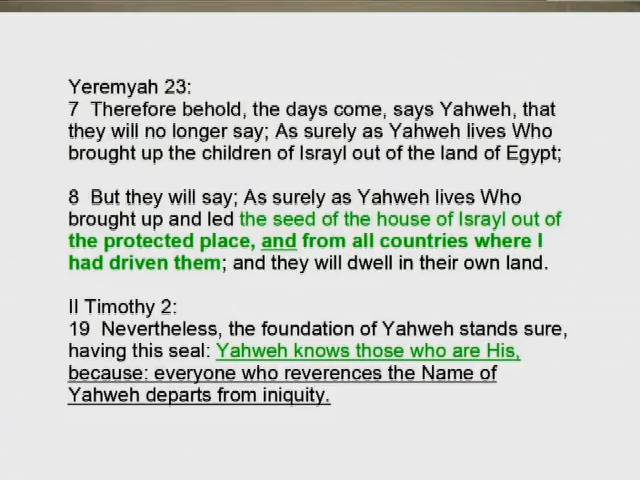 Yeremyah 23:
7 Therefore behold, the days come, says Yahweh, that
they will no longer say; As surely as Yahweh lives Who
brought up the children of Israyl out of the land of Egypt;
8 But they will say; As surely as Yahweh lives Who
brought up and led the seed of the house of Israyl out of
the protected place, and from all countries where I
had driven them; and they will dwell in their own land.
II Timothy 2:
19 Nevertheless, the foundation of Yahweh stands sure,
having this seal: Yahweh knows those who are His,
because: everyone who reverences the Name of
Yahweh departs from iniquity.